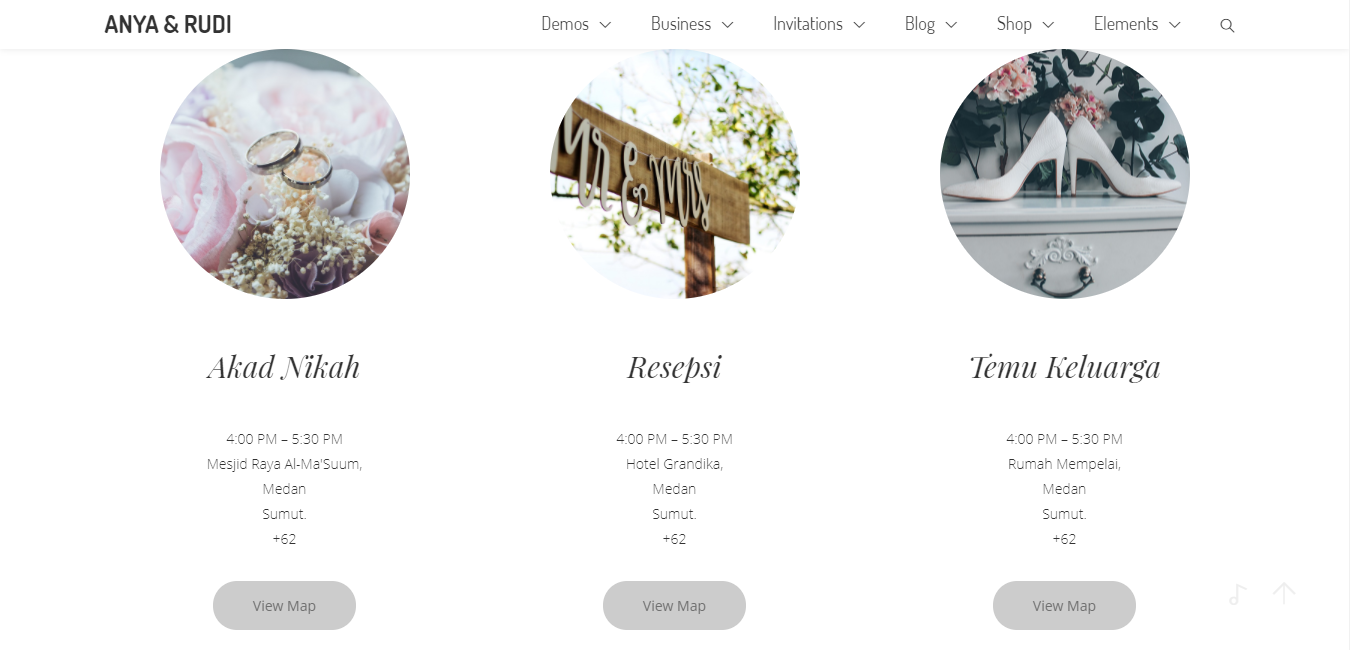 ANYA & RUDI
Demos
Business
Invitations
Blog
Shop
Elements
Mr & Mrs
Akad Nikah
4:00 PM – 5:30 PM
Mesjid Raya Al-Ma'Suum,
Medan
Sumut.
+62
View Map
Resepsi
4:00 PM – 5:30 PM
Hotel Grandika,
Medan
Sumut.
+62
View Map
Temu Keluarga
4:00 PM – 5:30 PM
Rumah Mempelai,
Medan
Sumut.
+62
View Map